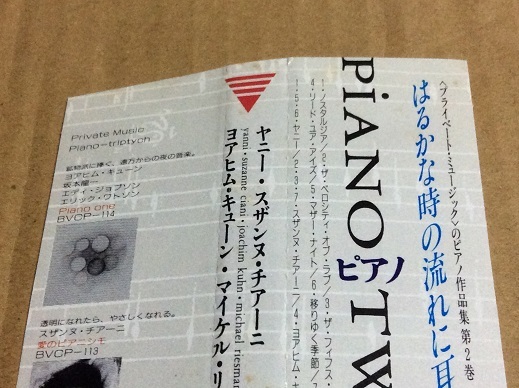 〈プライベート・ミュージック〉のピアノ作品集第2巻
はるかな時の流れに耳
PiANO TW
ピアノ
1・ノスタルジア/2・ザ・ベロシティ・オブ・ラブ/3・ザ・フィフス・
4・リード・ユア・アイズ/5・マザー・ナイト/6・移りゆく季節/
1・5・6・ヤニー/2・3・7・スザンヌ・チアーニ/4・ヨアヒム・キ
ヤニー・スザンヌ・チアーニ
yanni・suzanne ciani・joachim kuhn・michael riesman
ヨアヒム・キューン・マイケル・リ
Private Music
Piano-triptych
鉱物派に捧ぐ、遠方からの夜の音楽。
ヨアヒム・キューン
坂本龍一
エディ・ジョブソン
エリック・ワトソン
Piano one
BVCP-114
透明になれたら、やさしくなれる。
スザンヌ・チアーニ
愛のピアニシモ
BVCP-113